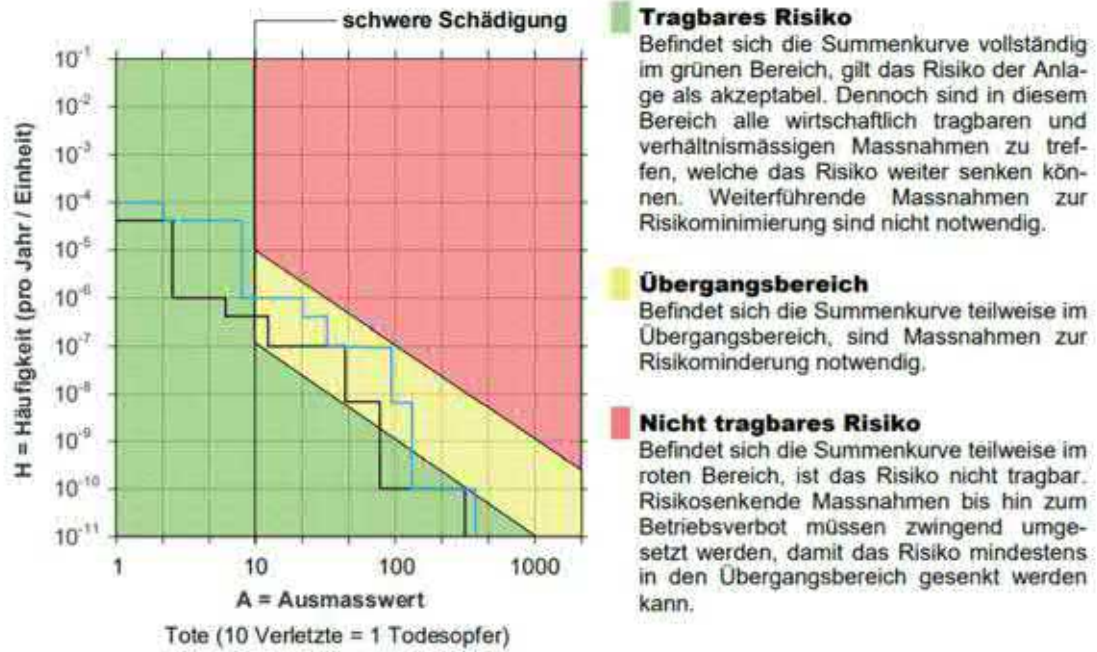 schwere Schädigung
H = Häufigkeit (pro Jahr / Einheit)
10⁻¹
10⁻²
10⁻³
10⁻⁴
10⁻⁵
10⁻⁶
10⁻⁷
10⁻⁸
10⁻⁹
10⁻¹⁰
10⁻¹¹
1 10 100 1000
A = Ausmasswert
Tote (10 Verletzte = 1 Todesopfer)
Tragbares Risiko
Befindet sich die Summenkurve vollständig
im grünen Bereich, gilt das Risiko der Anla-
ge als akzeptabel. Dennoch sind in diesem
Bereich alle wirtschaftlich tragbaren und
verhältnismässigen Massnahmen zu tref-
fen, welche das Risiko weiter senken kön-
nen. Weiterführende Massnahmen zur
Risikominimierung sind nicht notwendig.
Übergangsbereich
Befindet sich die Summenkurve teilweise im
Übergangsbereich, sind Massnahmen zur
Risikominderung notwendig.
Nicht tragbares Risiko
Befindet sich die Summenkurve teilweise im
roten Bereich, ist das Risiko nicht tragbar.
Risikosenkende Massnahmen bis hin zum
Betriebsverbot müssen zwingend umge-
setzt werden, damit das Risiko mindestens
in den Übergangsbereich gesenkt werden
kann.